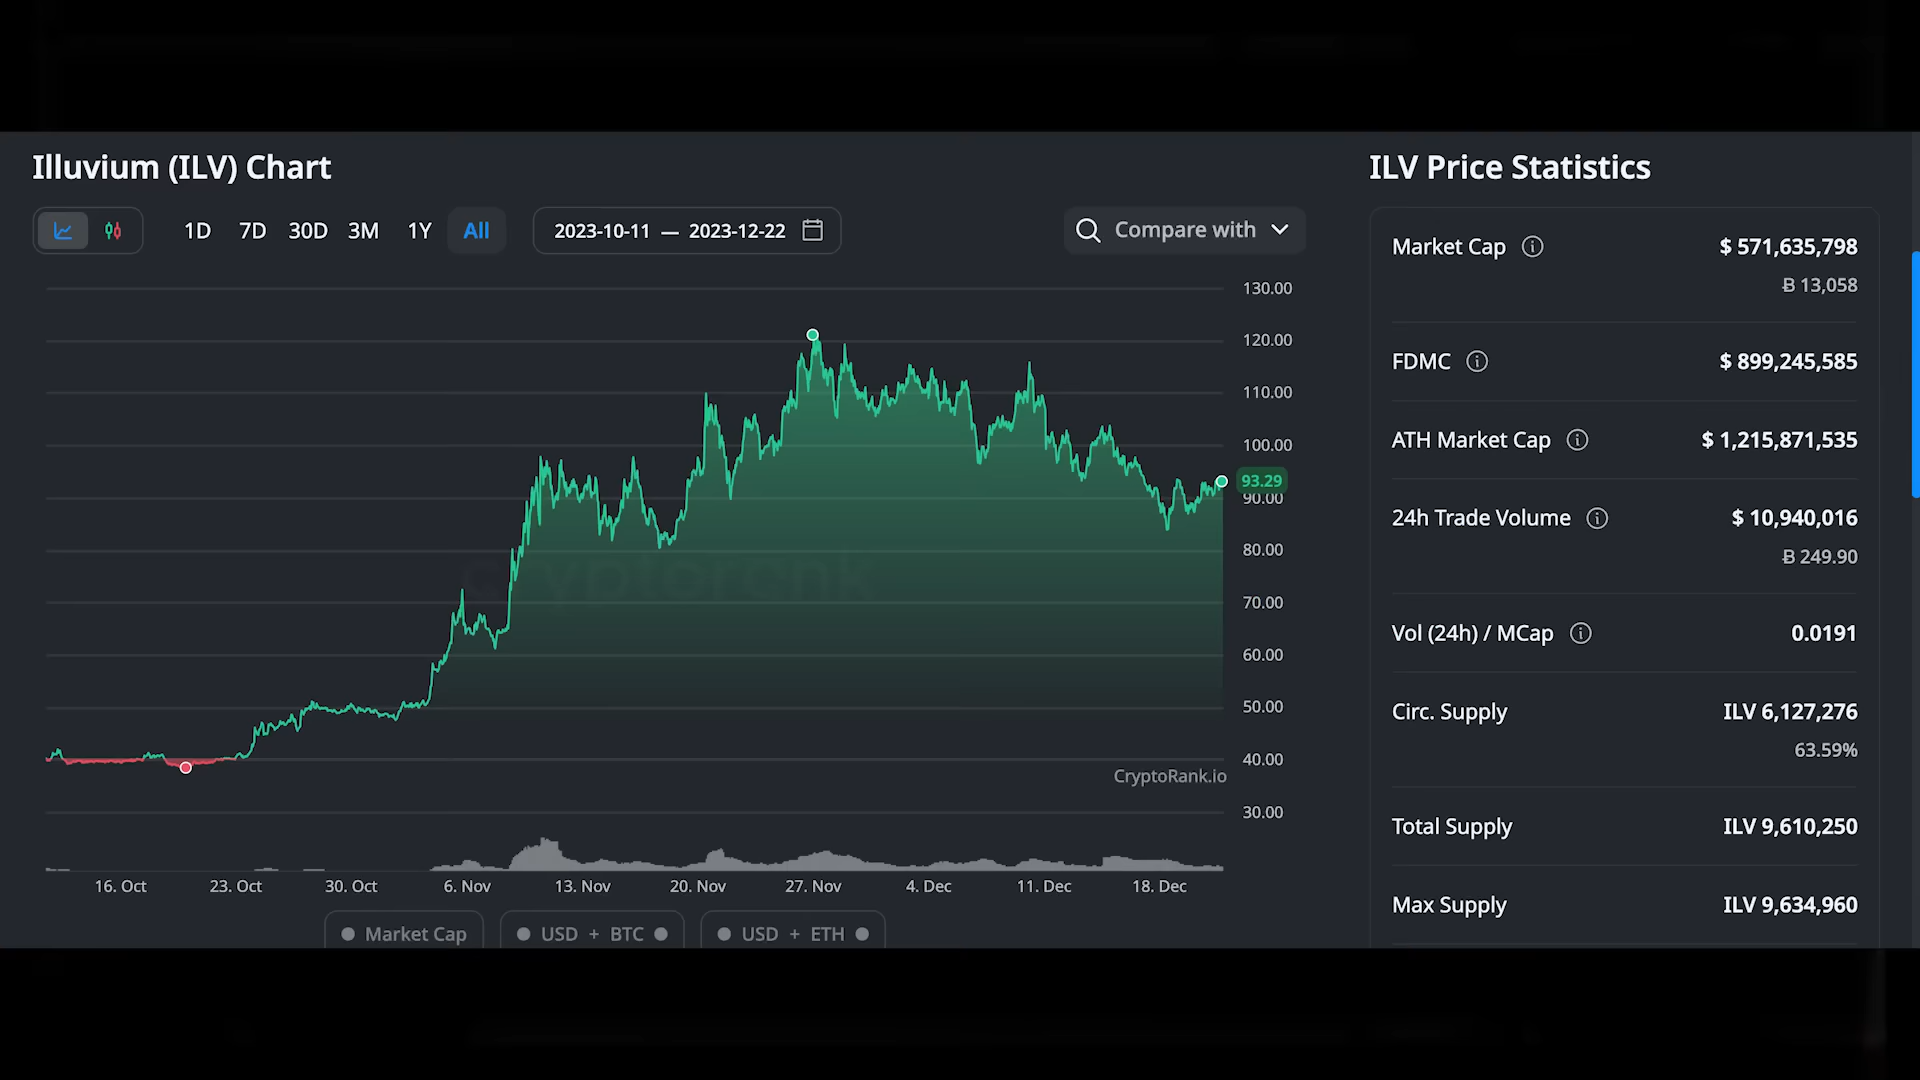 Illuvium (ILV) Chart
1D 7D 30D 3M 1Y All
2023-10-11 — 2023-12-22
Compare with
130.00
120.00
110.00
100.00
93.29
90.00
80.00
70.00
60.00
50.00
40.00
30.00
cryptorank
CryptoRank.io
16. Oct 23. Oct 30. Oct 6. Nov 13. Nov 20. Nov 27. Nov 4. Dec 11. Dec 18. Dec
Market Cap USD + BTC USD + ETH
ILV Price Statistics
Market Cap $ 571,635,798
Ƀ 13,058
FDMC $ 899,245,585
ATH Market Cap $ 1,215,871,535
24h Trade Volume $ 10,940,016
Ƀ 249.90
Vol (24h) / MCap 0.0191
Circ. Supply ILV 6,127,276
63.59%
Total Supply ILV 9,610,250
Max Supply ILV 9,634,960